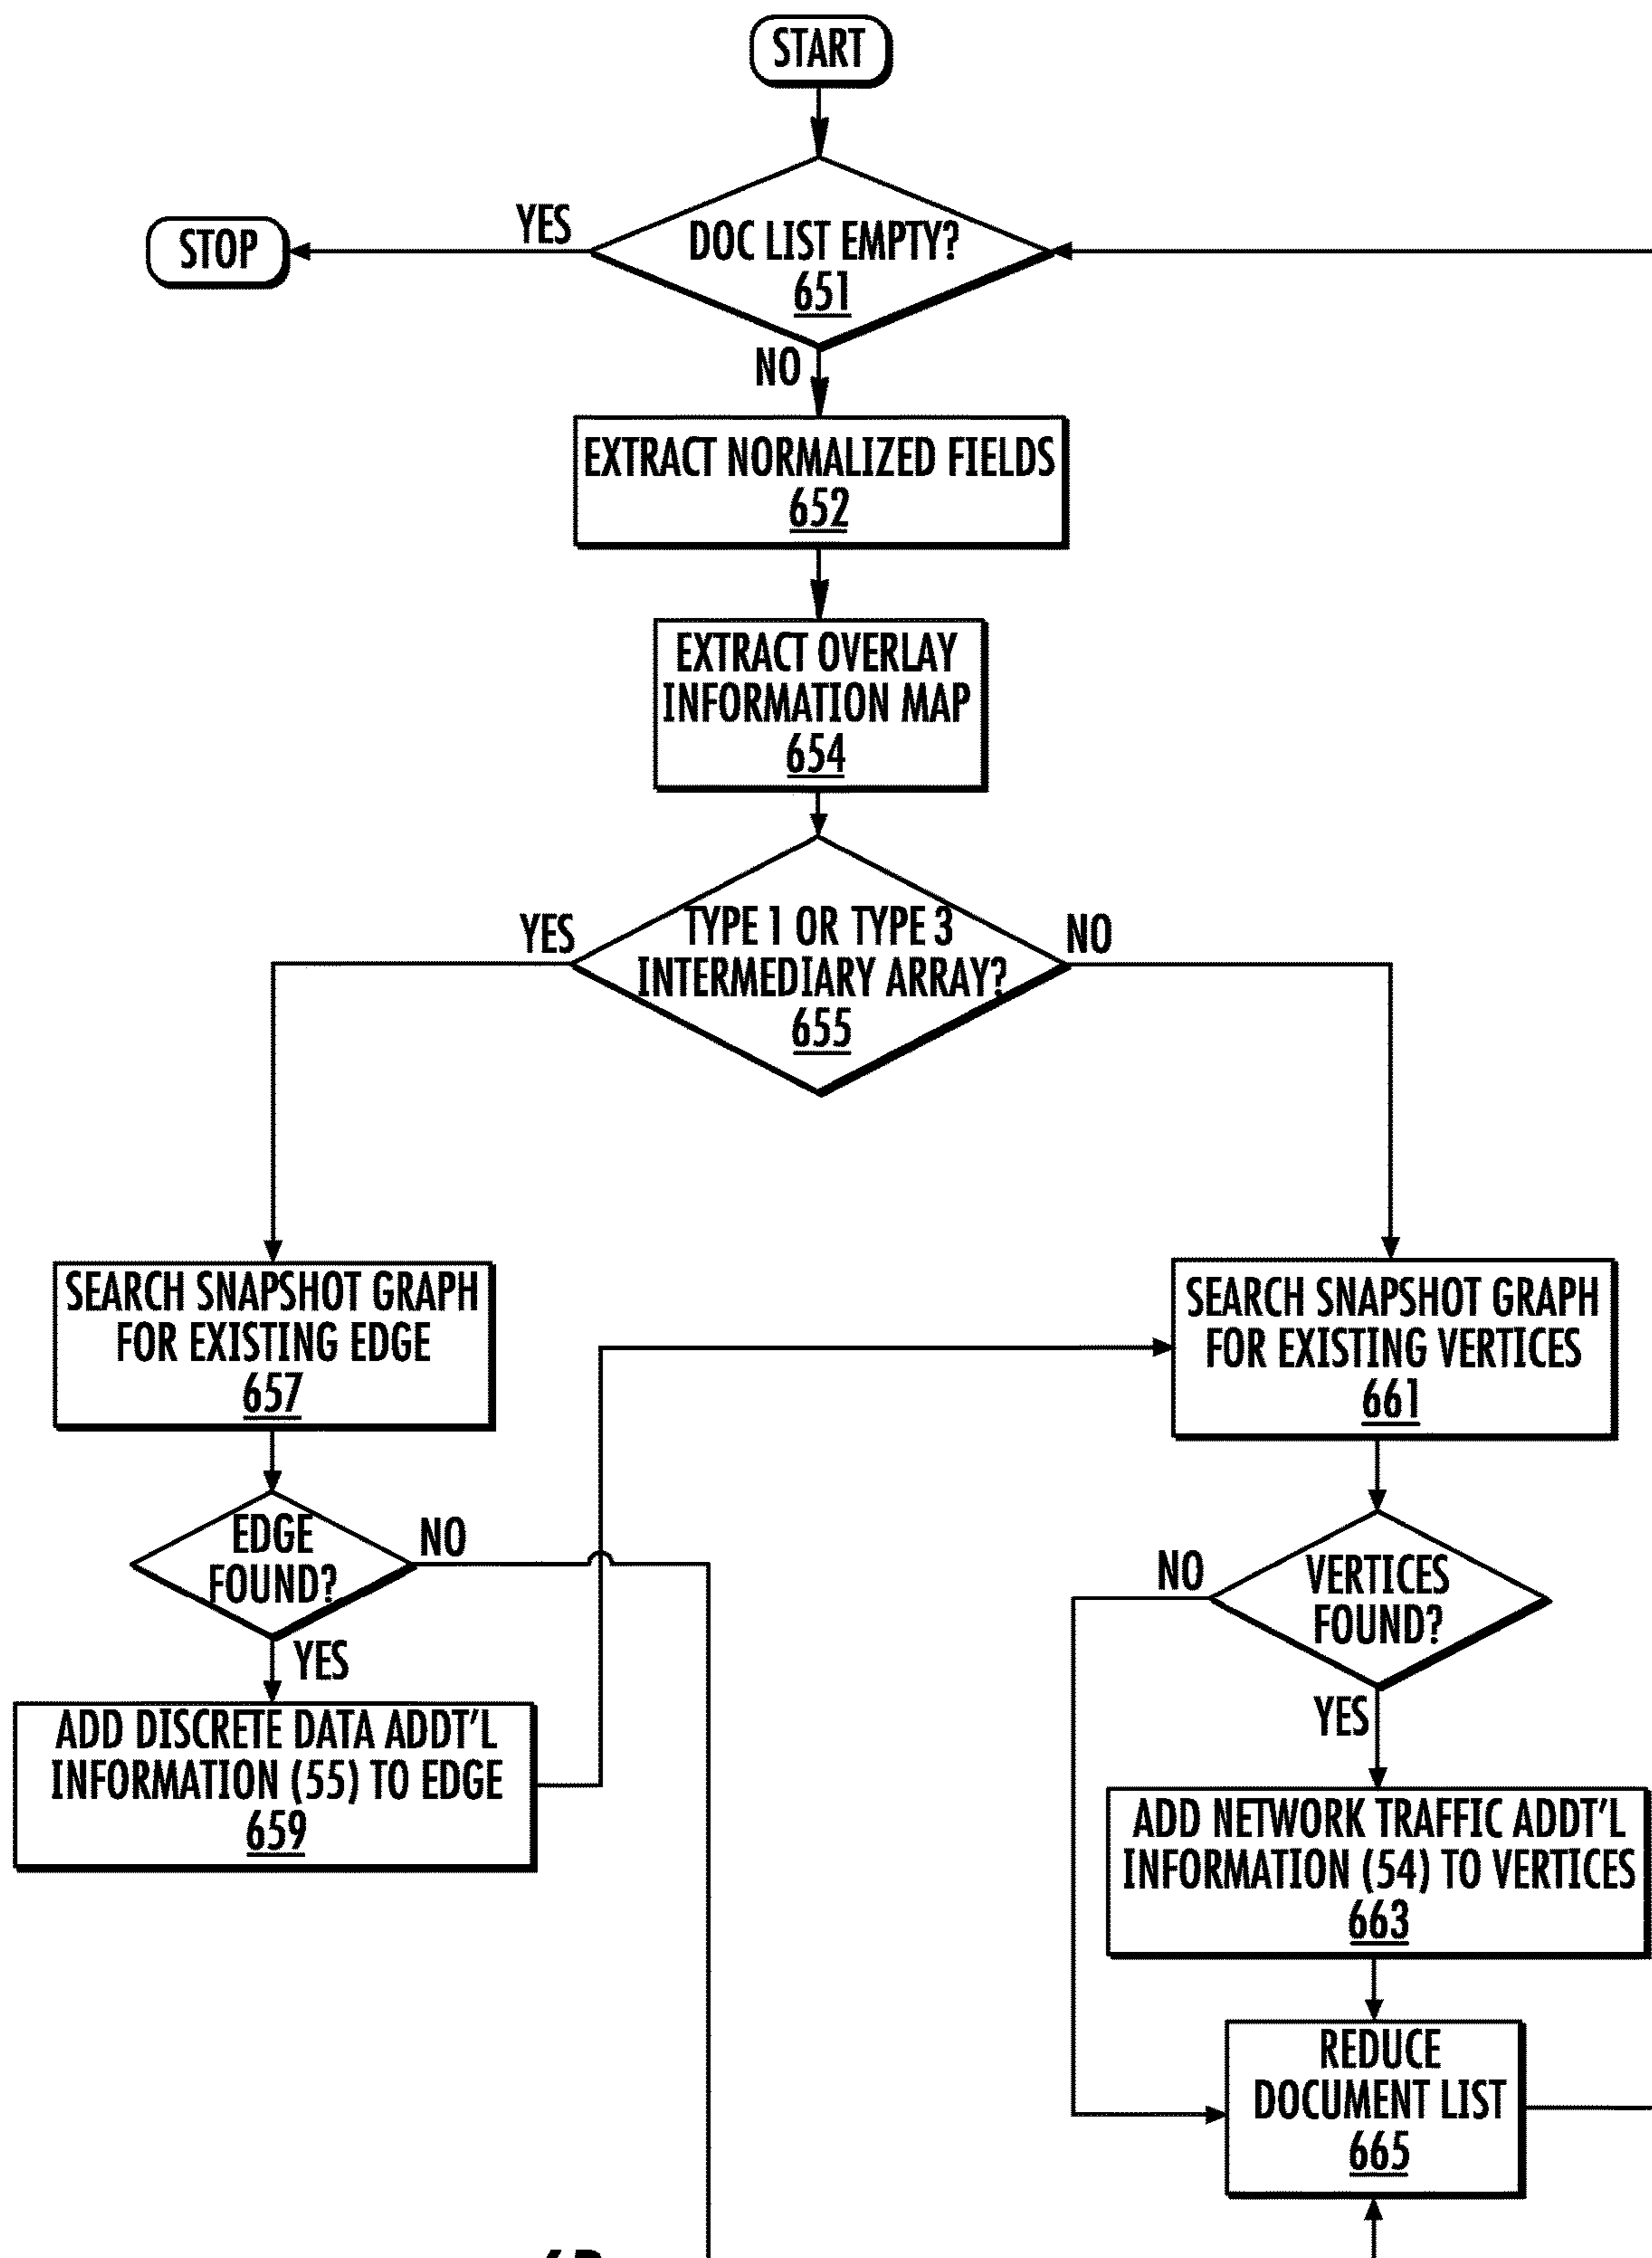 START
YES
STOP
DOC LIST EMPTY?
651
NO
EXTRACT NORMALIZED FIELDS
652
EXTRACT OVERLAY
INFORMATION MAP
654
YES
TYPE 1 OR TYPE 3
INTERMEDIARY ARRAY?
655
NO
SEARCH SNAPSHOT GRAPH
FOR EXISTING EDGE
657
SEARCH SNAPSHOT GRAPH
FOR EXISTING VERTICES
661
EDGE
FOUND?
NO
YES
NO
VERTICES
FOUND?
YES
ADD DISCRETE DATA ADDT'L
INFORMATION (55) TO EDGE
659
ADD NETWORK TRAFFIC ADDT'L
INFORMATION (54) TO VERTICES
663
REDUCE
DOCUMENT LIST
665